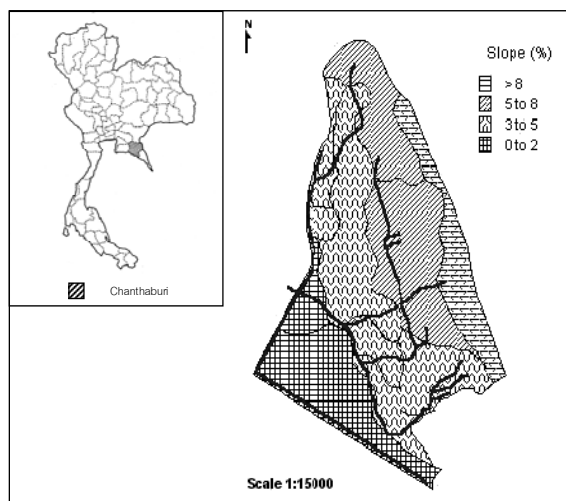 N
Slope (%)
>8
5 to 8
3 to 5
0 to 2
Chanthaburi
Scale 1:15000